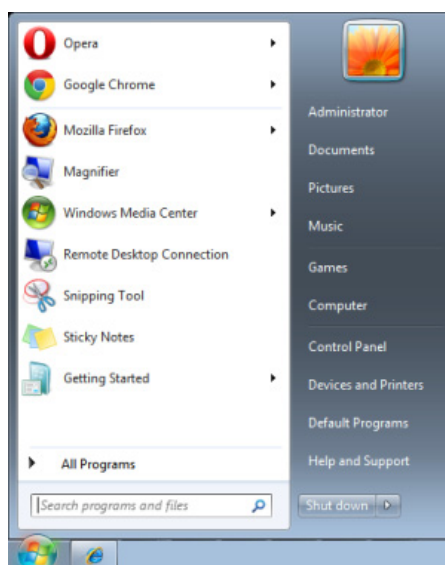 Opera
Google Chrome
Mozilla Firefox
Magnifier
Windows Media Center
Remote Desktop Connection
Snipping Tool
Sticky Notes
Getting Started
All Programs
Search programs and files
Administrator
Documents
Pictures
Music
Games
Computer
Control Panel
Devices and Printers
Default Programs
Help and Support
Shut down